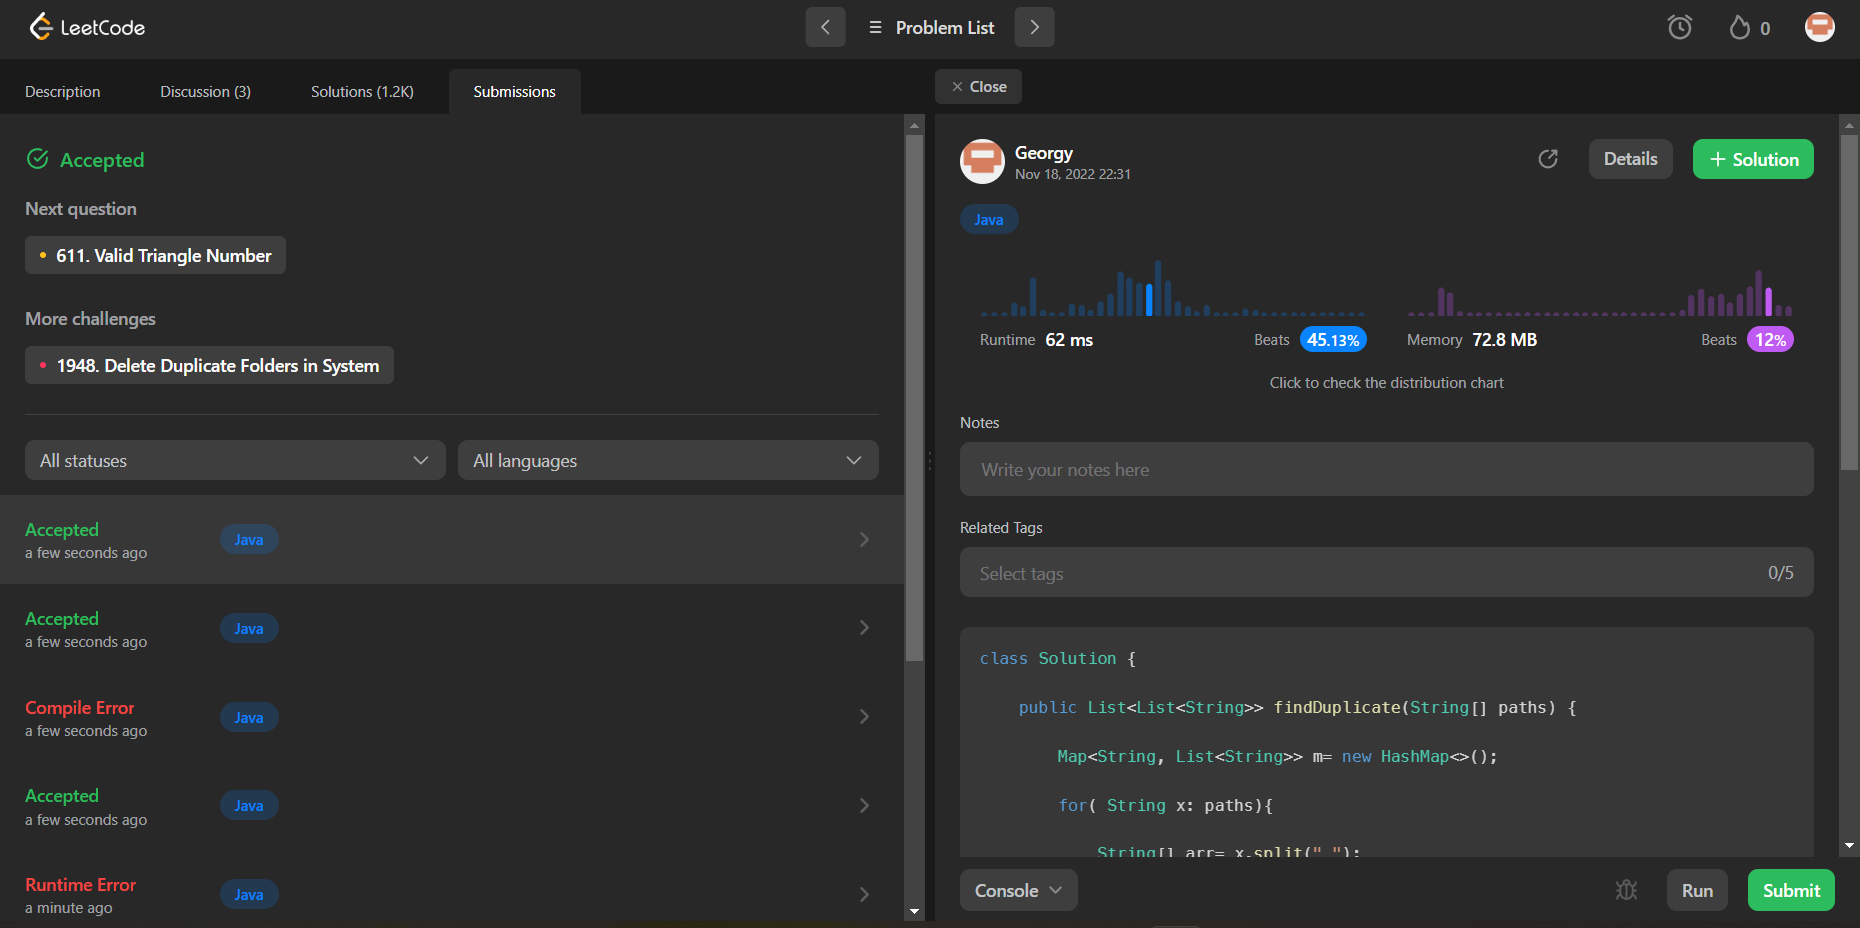 LeetCode
Problem List
0
Description
Discussion (3)
Solutions (1.2K)
Submissions
Close
Accepted
Next question
611. Valid Triangle Number
More challenges
1948. Delete Duplicate Folders in System
All statuses
All languages
Accepted
a few seconds ago
Java
Accepted
a few seconds ago
Java
Compile Error
a few seconds ago
Java
Accepted
a few seconds ago
Java
Runtime Error
a minute ago
Java
Georgy
Nov 18, 2022 22:31
Details
+ Solution
Java
Runtime 62 ms
Beats 45.13%
Memory 72.8 MB
Beats 12%
Click to check the distribution chart
Notes
Write your notes here
Related Tags
Select tags
0/5
class Solution {
public List<List<String>> findDuplicate(String[] paths) {
Map<String, List<String>> m= new HashMap<>();
for( String x: paths){
String[] arr= x.split(" ");
Console
Run
Submit